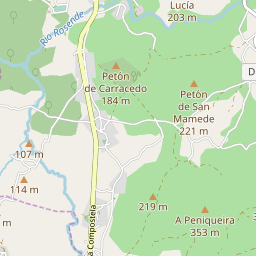 Lucía
203 m
Río Rosende
Petón
de Carracedo
184 m
D
Petón
de San
Mamede
221 m
107 m
114 m
219 m
A Peniqueira
353 m
a Compostela